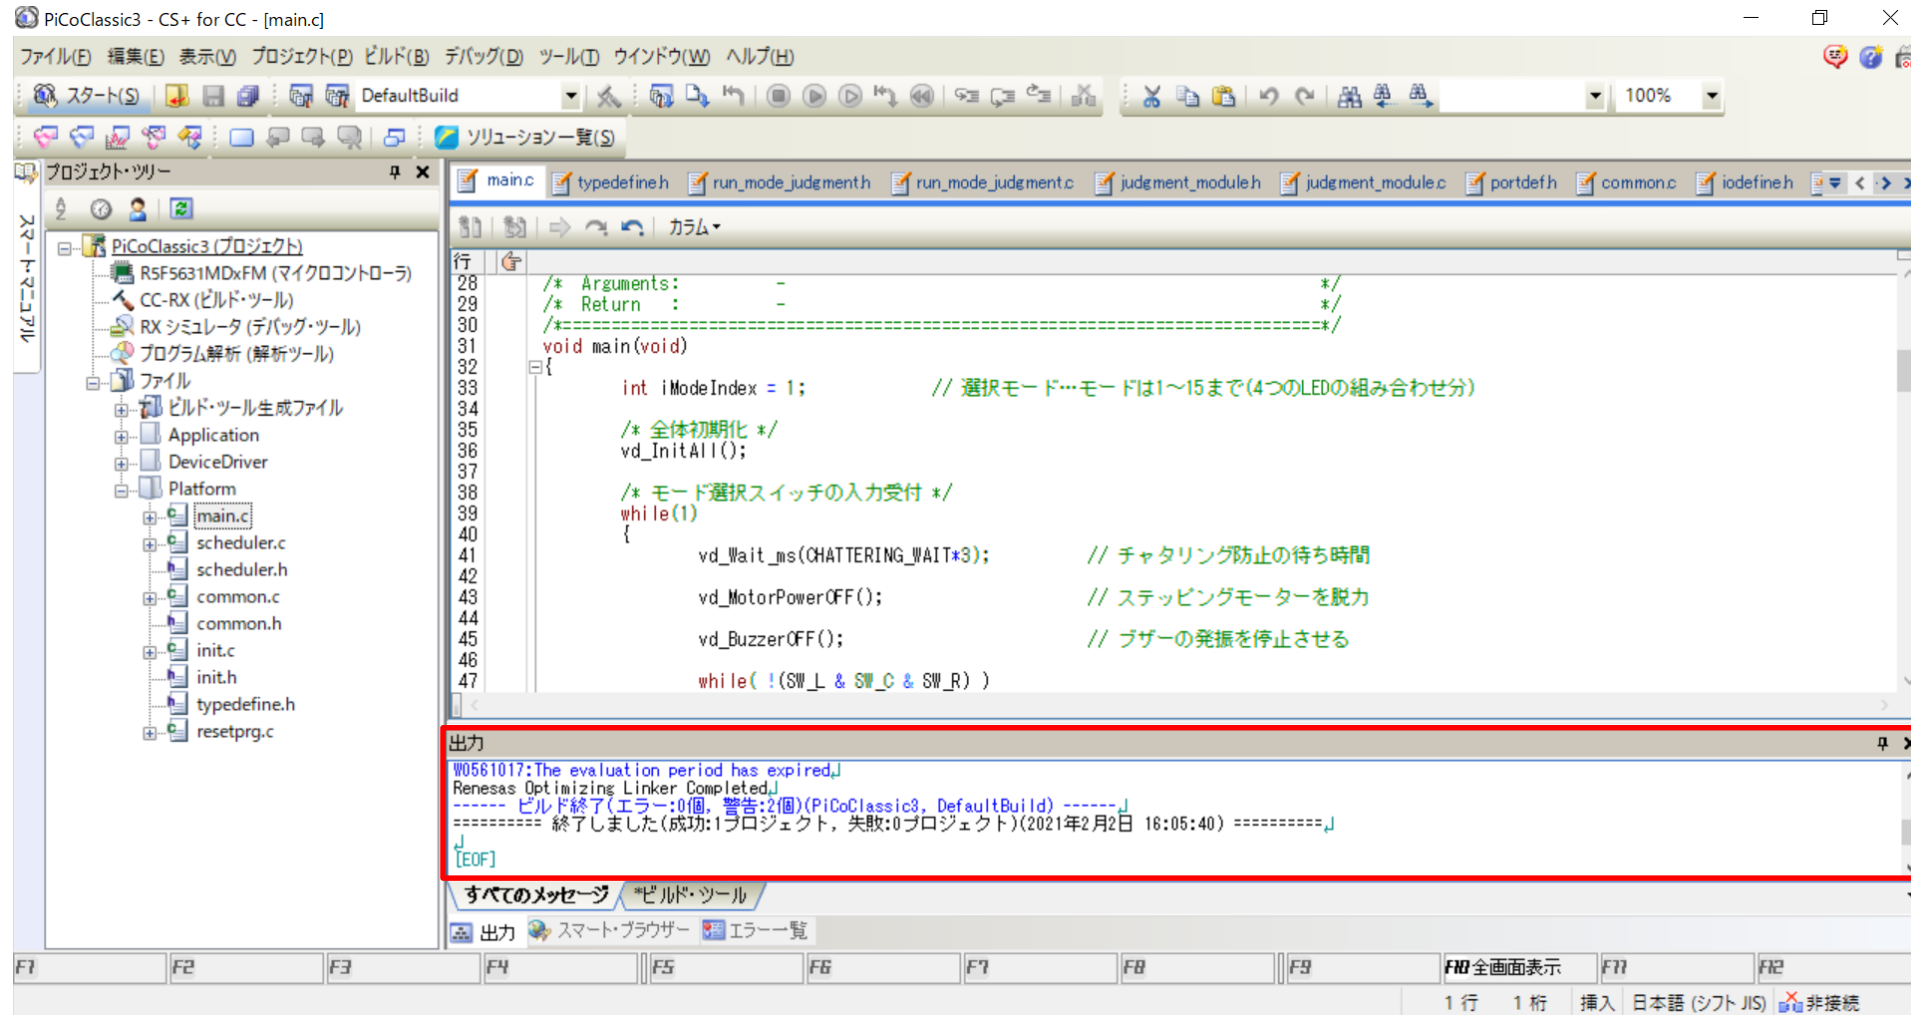 PiCoClassic3 - CS+ for CC - [main.c]
ファイル(F) 編集(E) 表示(V) プロジェクト(P) ビルド(B) デバッグ(D) ツール(T) ウインドウ(W) ヘルプ(H)
スタート(S) DefaultBuild 100%
ソリューション一覧(S)
プロジェクト・ツリー
スマート・マニュアル
PiCoClassic3 (プロジェクト)
R5F5631MDxFM (マイクロコントローラ)
CC-RX (ビルド・ツール)
RX シミュレータ (デバッグ・ツール)
プログラム解析 (解析ツール)
ファイル
ビルド・ツール生成ファイル
Application
DeviceDriver
Platform
main.c
scheduler.c
scheduler.h
common.c
common.h
init.c
init.h
typedefine.h
resetprg.c
main.c typedefine.h run_mode_judgment.h run_mode_judgment.c judgment_module.h judgment_module.c portdef.h common.c iodefine.h
カラム
行
28 /* Arguments: - */
29 /* Return : - */
30 /*==============================================================================*/
31 void main(void)
32 {
33 int iModeIndex = 1; // 選択モード…モードは1～15まで(4つのLEDの組み合わせ分)
34
35 /* 全体初期化 */
36 vd_InitAll();
37
38 /* モード選択スイッチの入力受付 */
39 while(1)
40 {
41 vd_Wait_ms(CHATTERING_WAIT*3); // チャタリング防止の待ち時間
42
43 vd_MotorPowerOFF(); // ステッピングモーターを脱力
44
45 vd_BuzzerOFF(); // ブザーの発振を停止させる
46
47 while( !(SW_L & SW_C & SW_R) )
出力
W0561017:The evaluation period has expired↲
Renesas Optimizing Linker Completed↲
------ ビルド終了(エラー:0個, 警告:2個)(PiCoClassic3, DefaultBuild) ------↲
========== 終了しました(成功:1プロジェクト, 失敗:0プロジェクト)(2021年2月2日 16:05:40) ==========↲
↲
[EOF]
すべてのメッセージ *ビルド・ツール
出力 スマート・ブラウザー エラー一覧
F1 F2 F3 F4 F5 F6 F7 F8 F9 F10 全画面表示 F11 F12
1 行 1 桁 挿入 日本語 (シフト JIS) 非接続